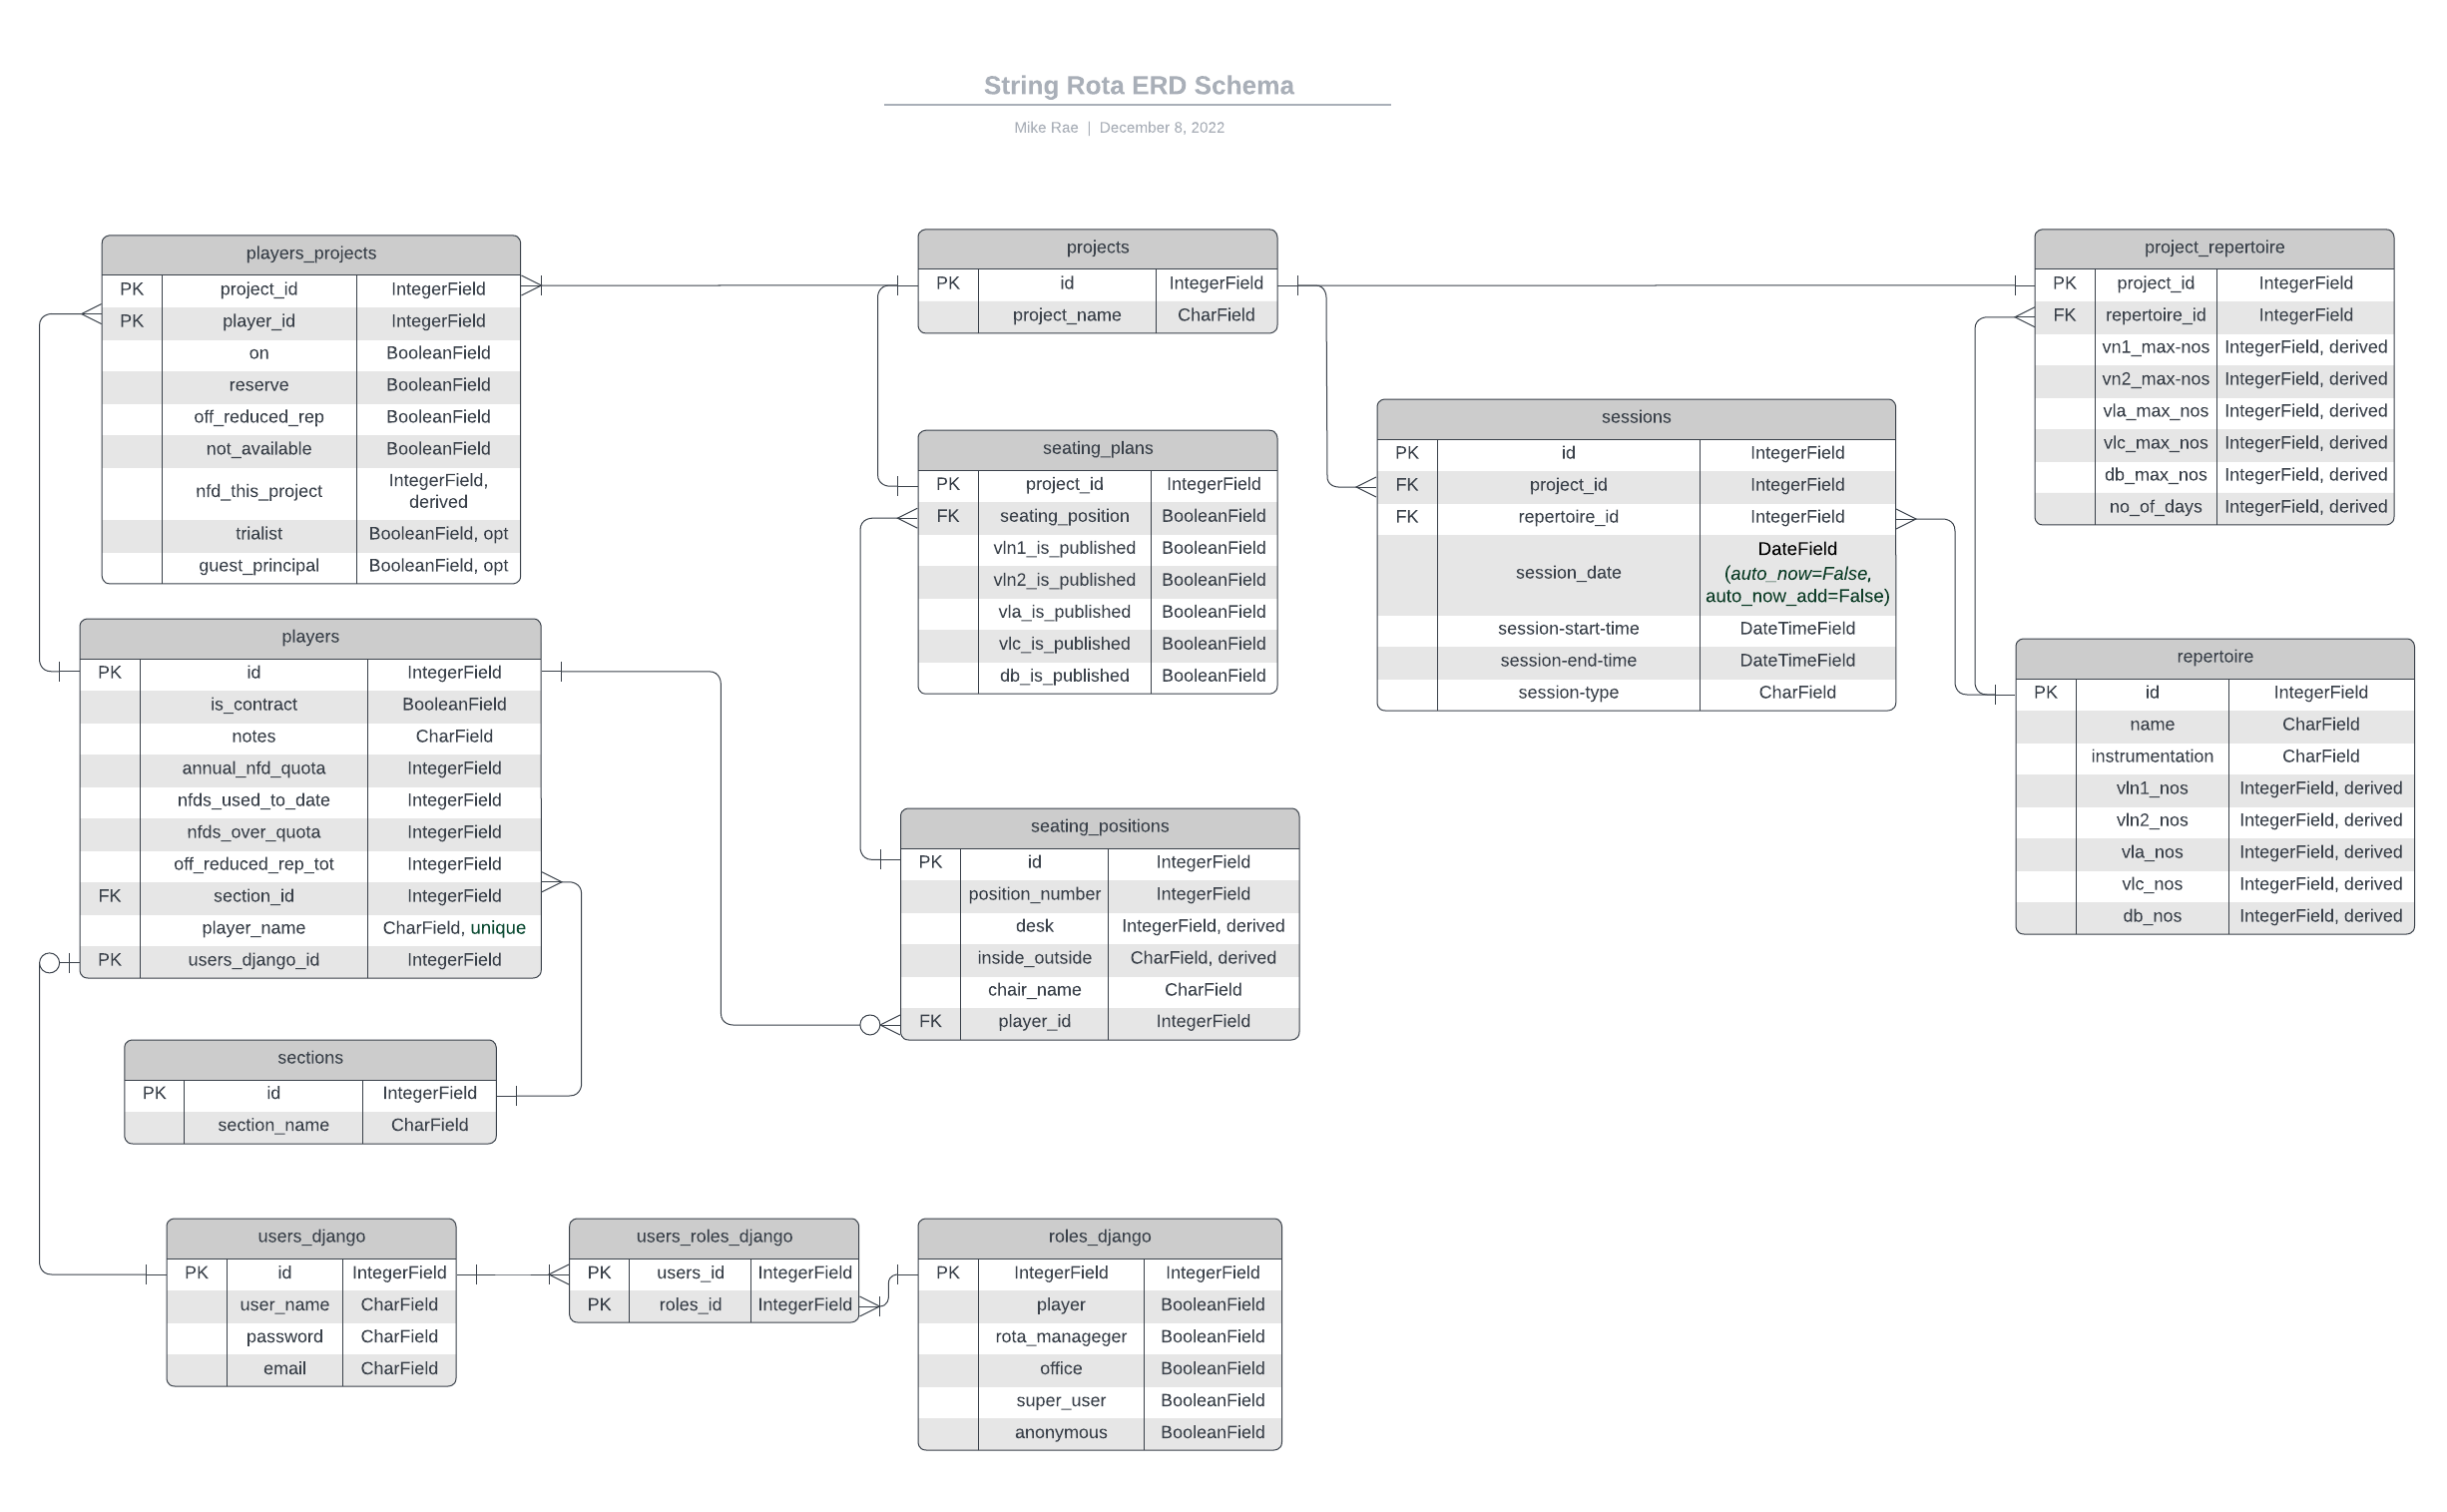 String Rota ERD Schema
Mike Rae | December 8, 2022
players_projects
PK project_id IntegerField
PK player_id IntegerField
on BooleanField
reserve BooleanField
off_reduced_rep BooleanField
not_available BooleanField
nfd_this_project IntegerField,
derived
trialist BooleanField, opt
guest_principal BooleanField, opt
projects
PK id IntegerField
project_name CharField
project_repertoire
PK project_id IntegerField
FK repertoire_id IntegerField
vn1_max-nos IntegerField, derived
vn2_max-nos IntegerField, derived
vla_max_nos IntegerField, derived
vlc_max_nos IntegerField, derived
db_max_nos IntegerField, derived
no_of_days IntegerField, derived
seating_plans
PK project_id IntegerField
FK seating_position BooleanField
vln1_is_published BooleanField
vln2_is_published BooleanField
vla_is_published BooleanField
vlc_is_published BooleanField
db_is_published BooleanField
sessions
PK id IntegerField
FK project_id IntegerField
FK repertoire_id IntegerField
session_date DateField
(auto_now=False,
auto_now_add=False)
session-start-time DateTimeField
session-end-time DateTimeField
session-type CharField
players
PK id IntegerField
is_contract BooleanField
notes CharField
annual_nfd_quota IntegerField
nfds_used_to_date IntegerField
nfds_over_quota IntegerField
off_reduced_rep_tot IntegerField
FK section_id IntegerField
player_name CharField, unique
PK users_django_id IntegerField
repertoire
PK id IntegerField
name CharField
instrumentation CharField
vln1_nos IntegerField, derived
vln2_nos IntegerField, derived
vla_nos IntegerField, derived
vlc_nos IntegerField, derived
db_nos IntegerField, derived
seating_positions
PK id IntegerField
position_number IntegerField
desk IntegerField, derived
inside_outside CharField, derived
chair_name CharField
FK player_id IntegerField
sections
PK id IntegerField
section_name CharField
users_django
PK id IntegerField
user_name CharField
password CharField
email CharField
users_roles_django
PK users_id IntegerField
PK roles_id IntegerField
roles_django
PK IntegerField IntegerField
player BooleanField
rota_manageger BooleanField
office BooleanField
super_user BooleanField
anonymous BooleanField